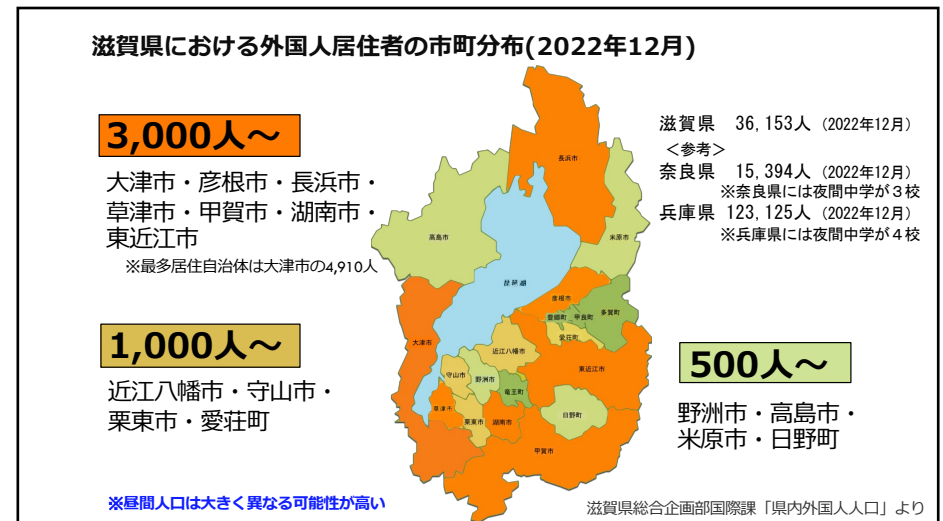 滋賀県における外国人居住者の市町分布(2022年12月)
3,000人～
大津市・彦根市・長浜市・
草津市・甲賀市・湖南市・
東近江市
※最多居住自治体は大津市の4,910人
滋賀県 36,153人（2022年12月）
＜参考＞
奈良県 15,394人（2022年12月）
※奈良県には夜間中学が３校
兵庫県 123,125人（2022年12月）
※兵庫県には夜間中学が４校
長浜市
高島市
米原市
琵琶湖
彦根市
多賀町
豊郷町
甲良町
愛荘町
大津市
近江八幡市
東近江市
守山市
野洲市
竜王町
草津市
栗東市
湖南市
日野町
甲賀市
1,000人～
近江八幡市・守山市・
栗東市・愛荘町
500人～
野洲市・高島市・
米原市・日野町
※昼間人口は大きく異なる可能性が高い
滋賀県総合企画部国際課「県内外国人人口」より